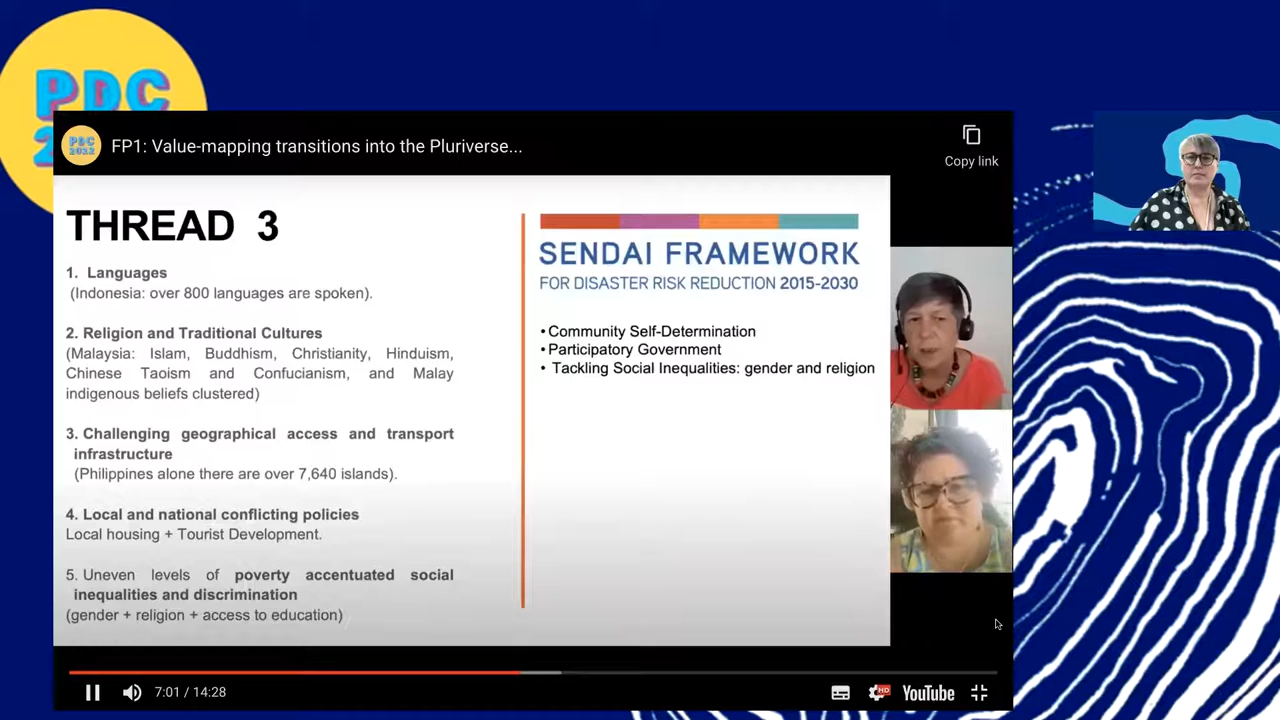 PDC
2
PDC
2022
FP1: Value-mapping transitions into the Pluriverse...
Copy link
THREAD 3
1. Languages
(Indonesia: over 800 languages are spoken).
2. Religion and Traditional Cultures
(Malaysia: Islam, Buddhism, Christianity, Hinduism,
Chinese Taoism and Confucianism, and Malay
indigenous beliefs clustered)
3. Challenging geographical access and transport
infrastructure
(Philippines alone there are over 7,640 islands).
4. Local and national conflicting policies
Local housing + Tourist Development.
5. Uneven levels of poverty accentuated social
inequalities and discrimination
(gender + religion + access to education)
SENDAI FRAMEWORK
FOR DISASTER RISK REDUCTION 2015-2030
• Community Self-Determination
• Participatory Government
• Tackling Social Inequalities: gender and religion
7:01 / 14:28
HD
YouTube